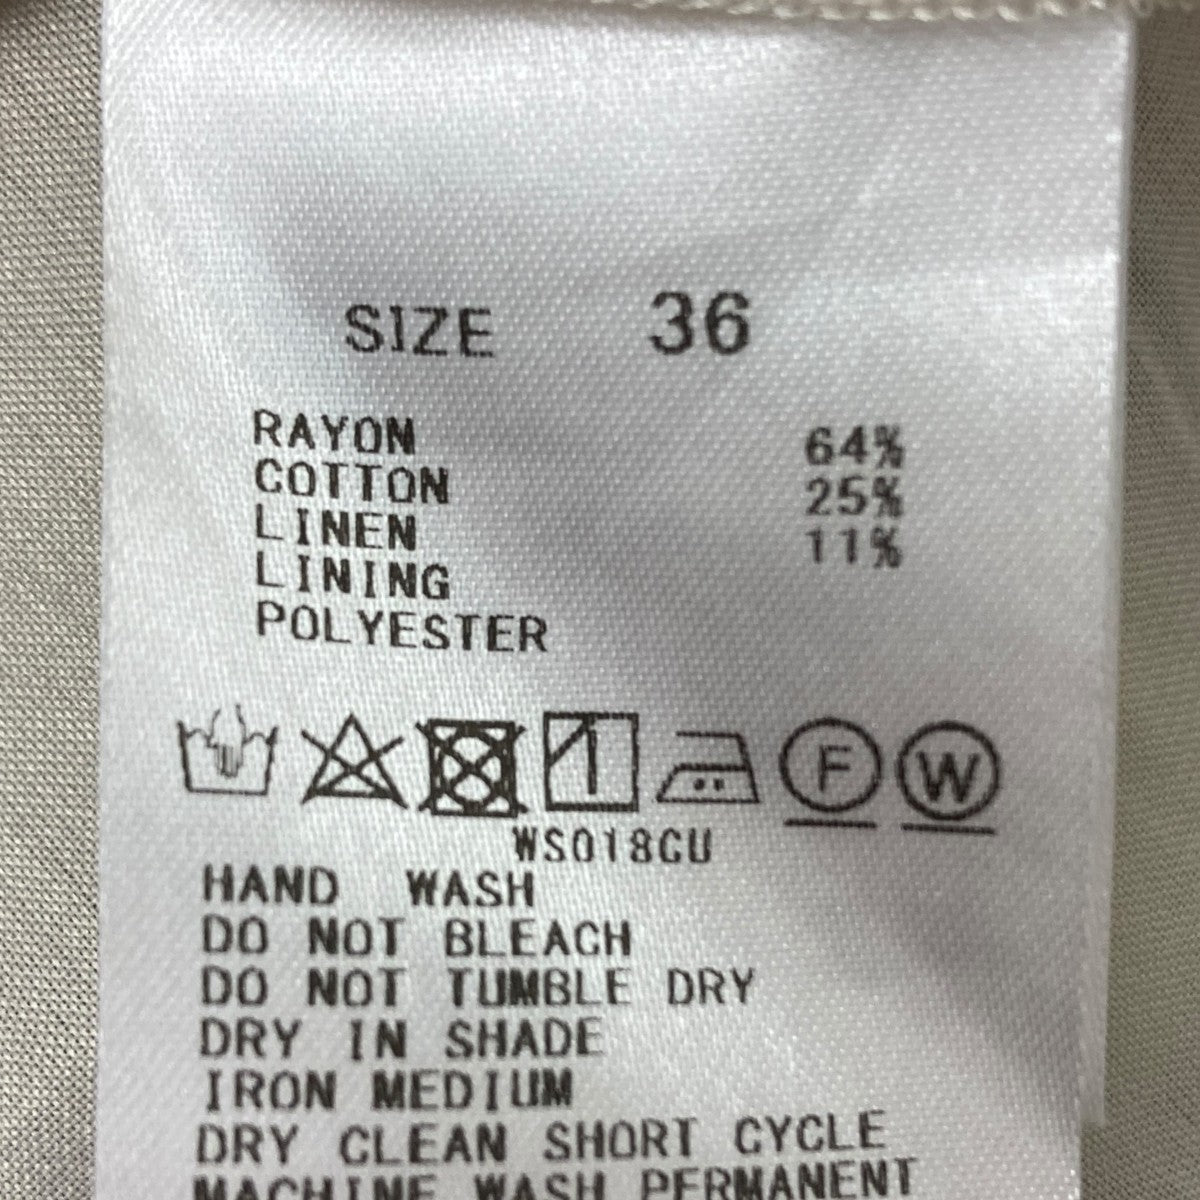 SIZE 36
RAYON 64%
COTTON 25%
LINEN 11%
LINING
POLYESTER
F W
WS018CU
HAND WASH
DO NOT BLEACH
DO NOT TUMBLE DRY
DRY IN SHADE
IRON MEDIUM
DRY CLEAN SHORT CYCLE
MACHINE WASH PERMANENT